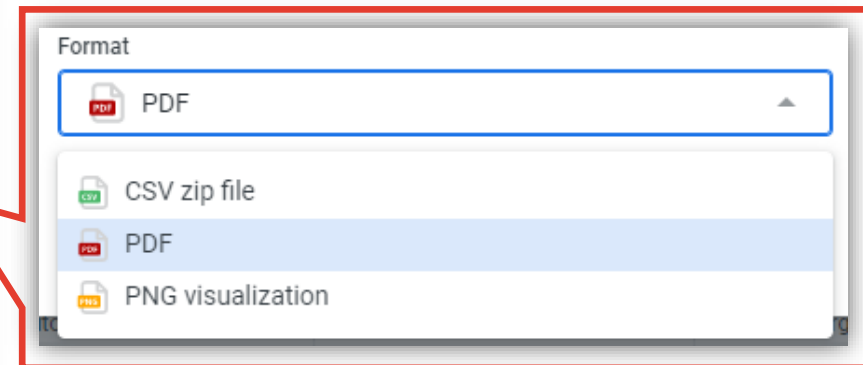 Format
PDF PDF
CSV CSV zip file
PDF PDF
PNG PNG visualization